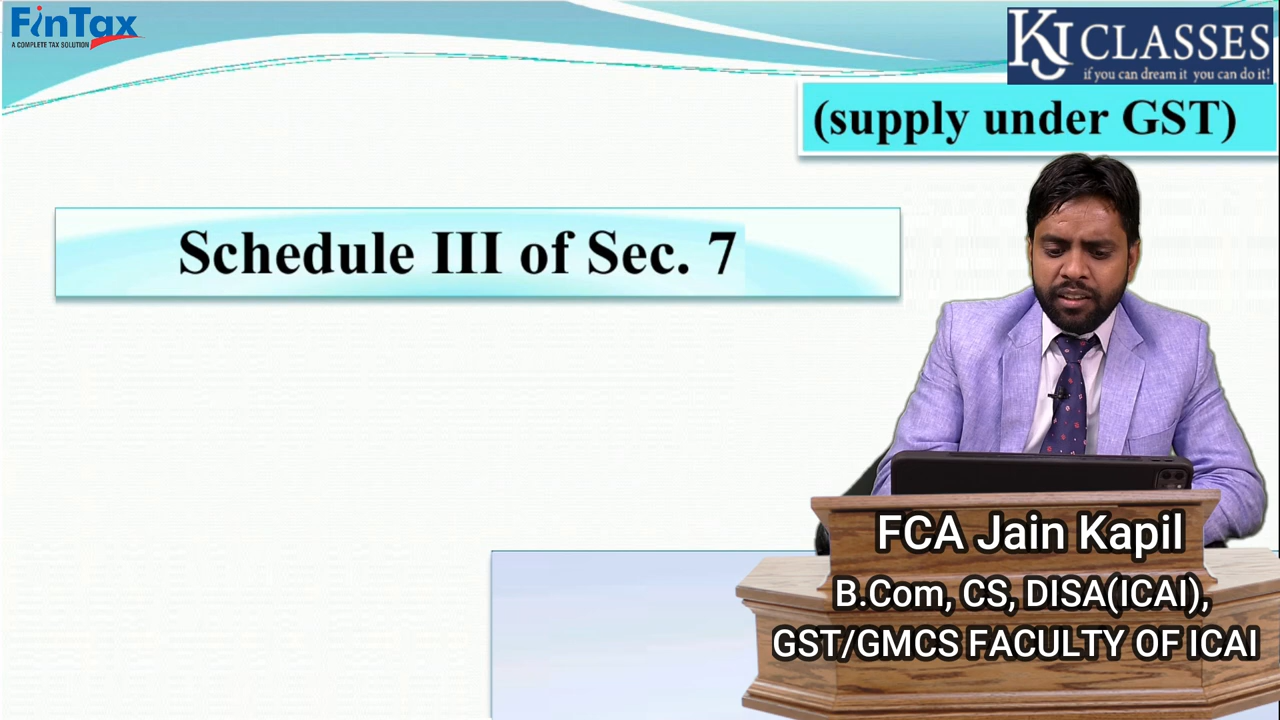 FinTax
A COMPLETE TAX SOLUTION
KJ CLASSES
if you can dream it you can do it!
(supply under GST)
Schedule III of Sec. 7
FCA Jain Kapil
B.Com, CS, DISA(ICAI),
GST/GMCS FACULTY OF ICAI